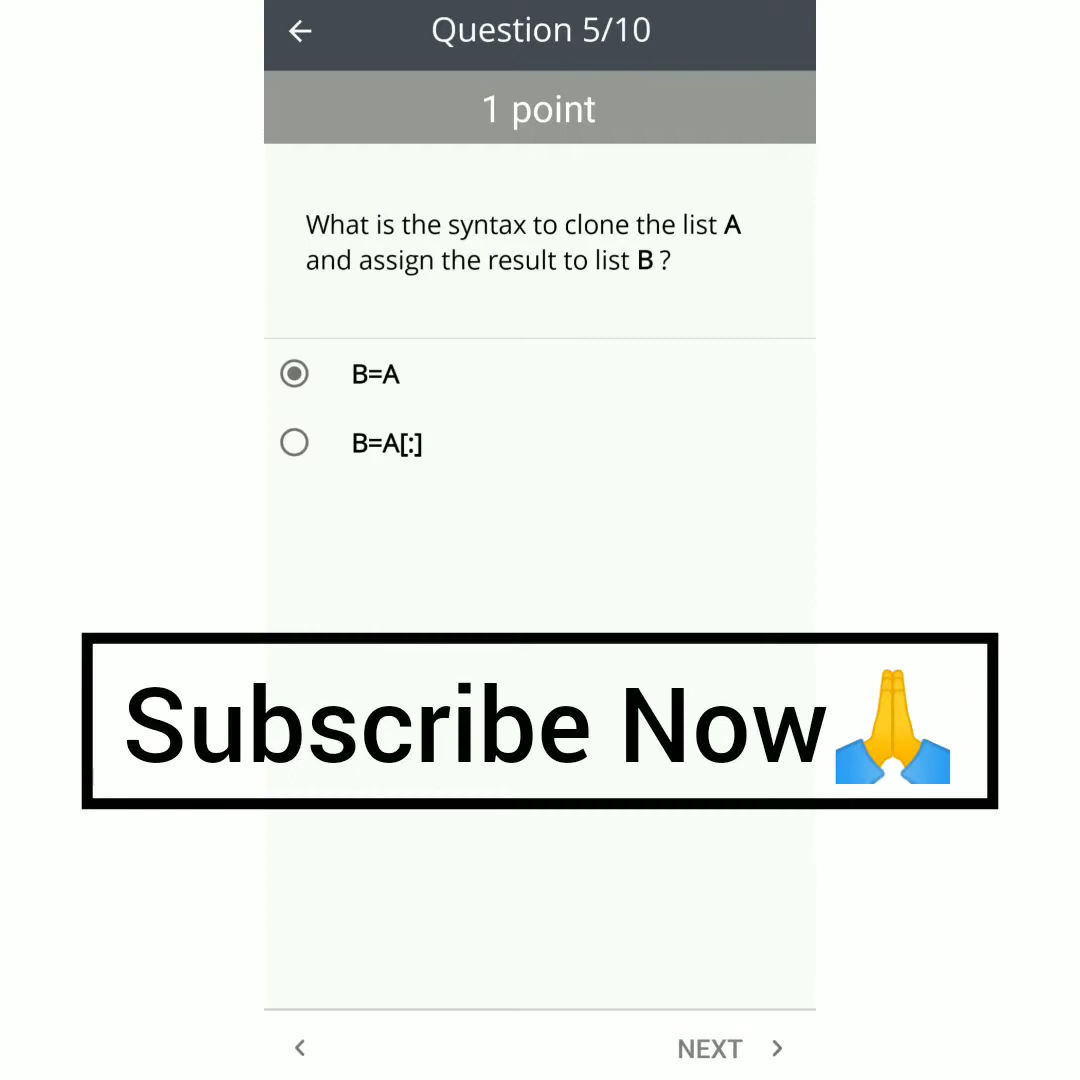 Question 5/10
1 point
What is the syntax to clone the list A
and assign the result to list B ?
B=A
B=A[:]
Subscribe Now🙏
NEXT